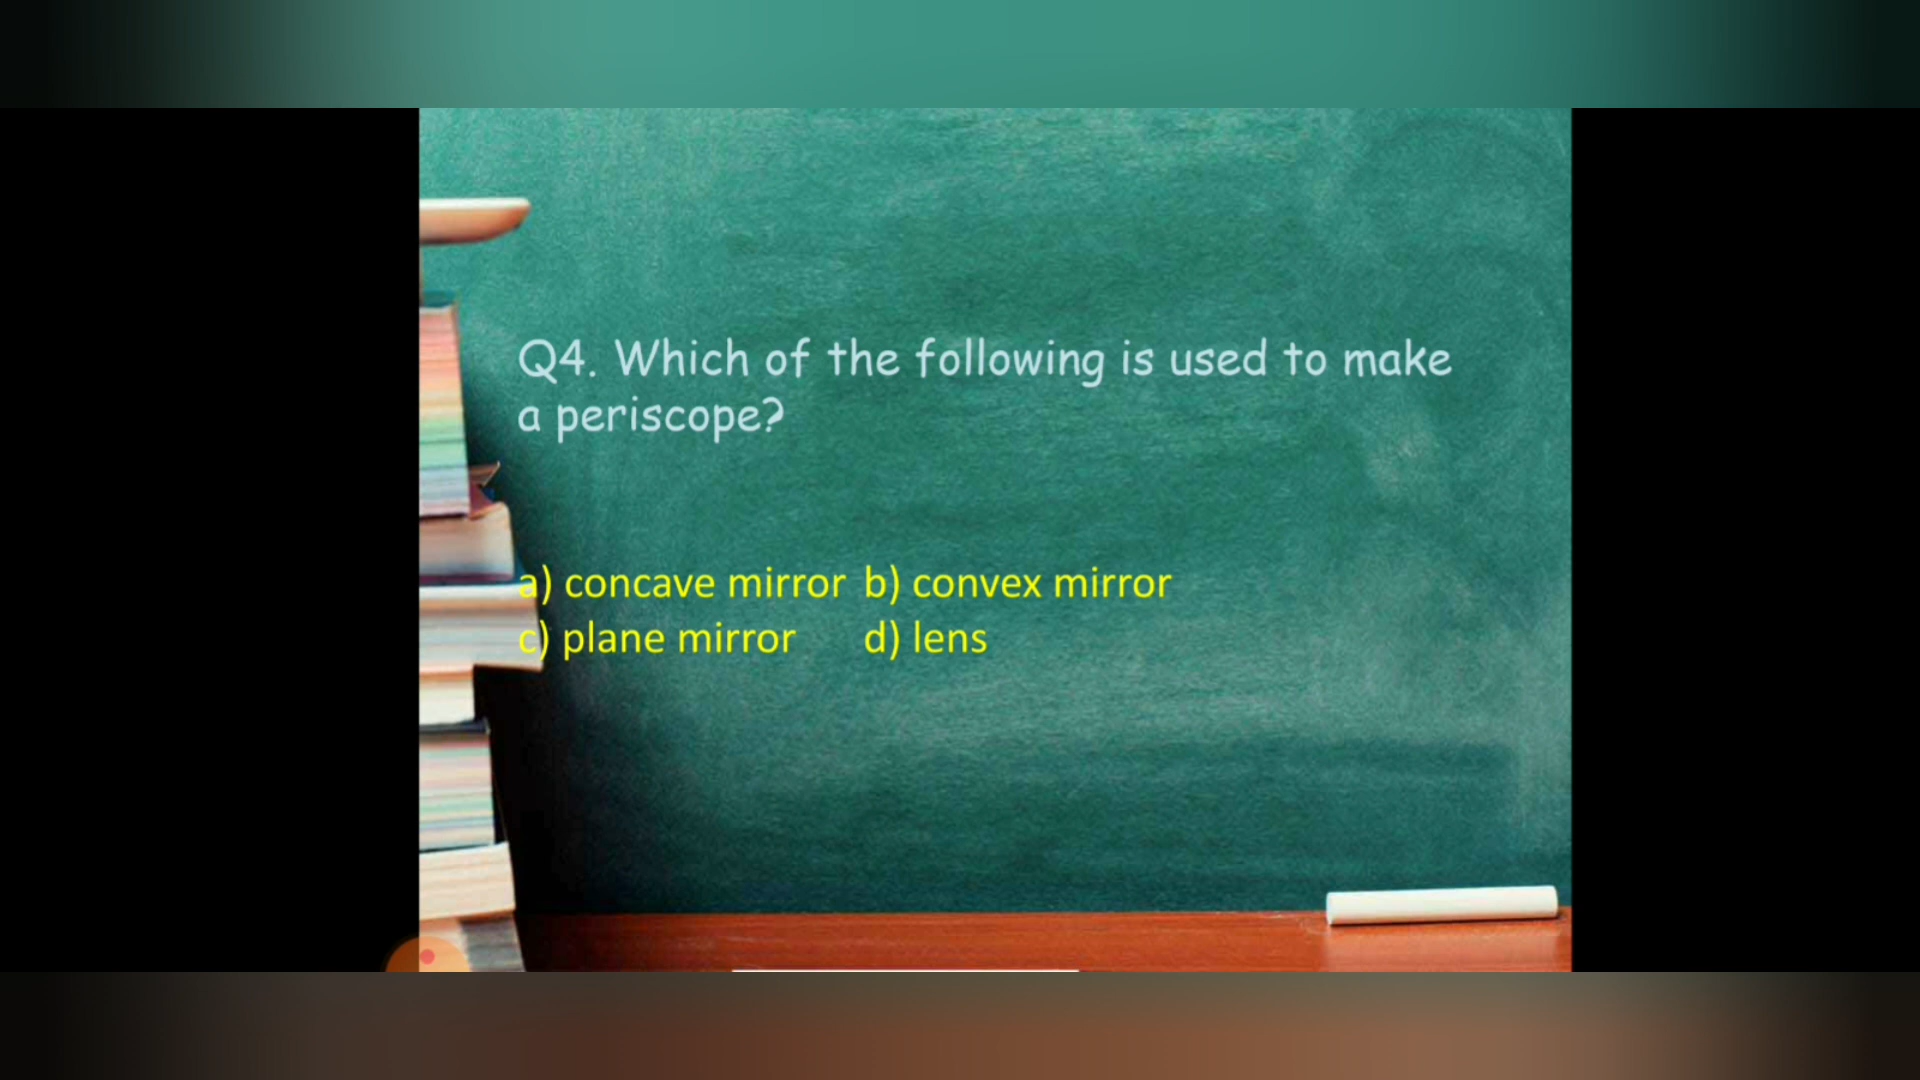 Q4. Which of the following is used to make
a periscope?
a) concave mirror b) convex mirror
c) plane mirror d) lens